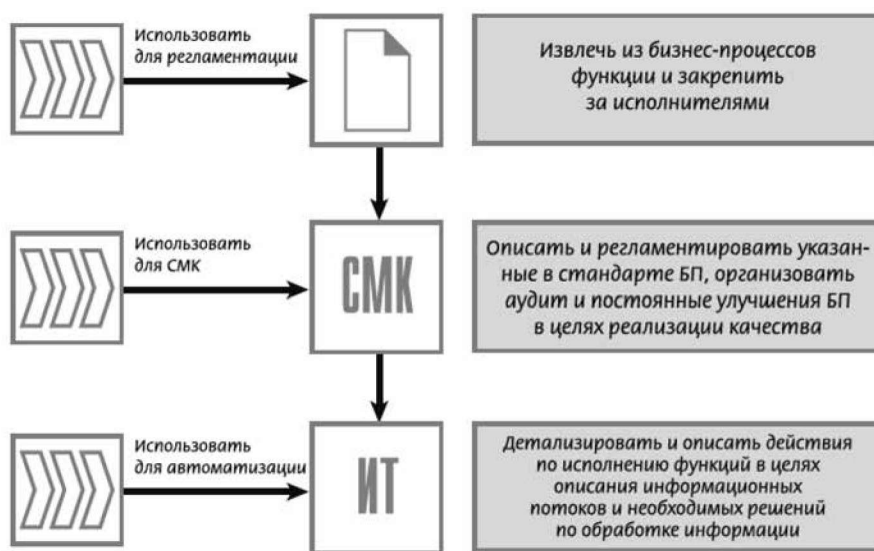 Использовать
для регламентации
Извлечь из бизнес-процессов
функции и закрепить
за исполнителями
Использовать
для СМК
СМК
Описать и регламентировать указан-
ные в стандарте БП, организовать
аудит и постоянные улучшения БП
в целях реализации качества
Использовать
для автоматизации
ИТ
Детализировать и описать действия
по исполнению функций в целях
описания информационных
потоков и необходимых решений
по обработке информации